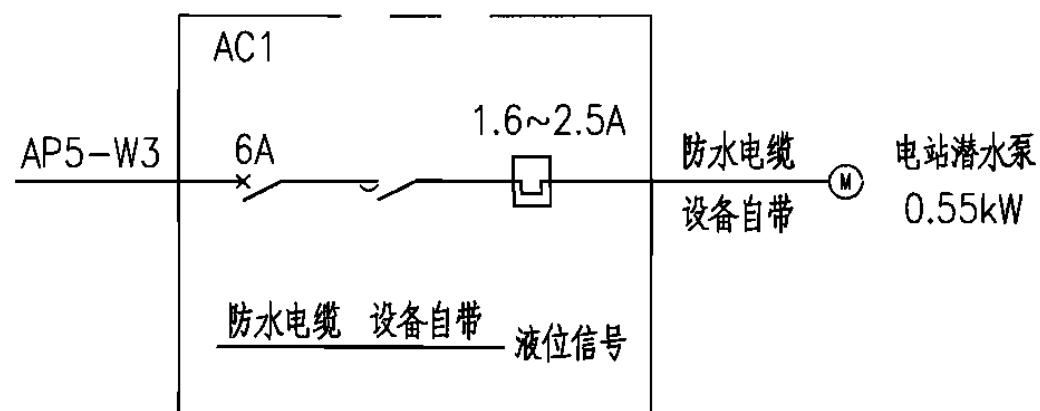 AC1
1.6~2.5A
AP5-W3
6A
防水电缆
电站潜水泵
M
设备自带
0.55kW
防水电缆 设备自带
液位信号